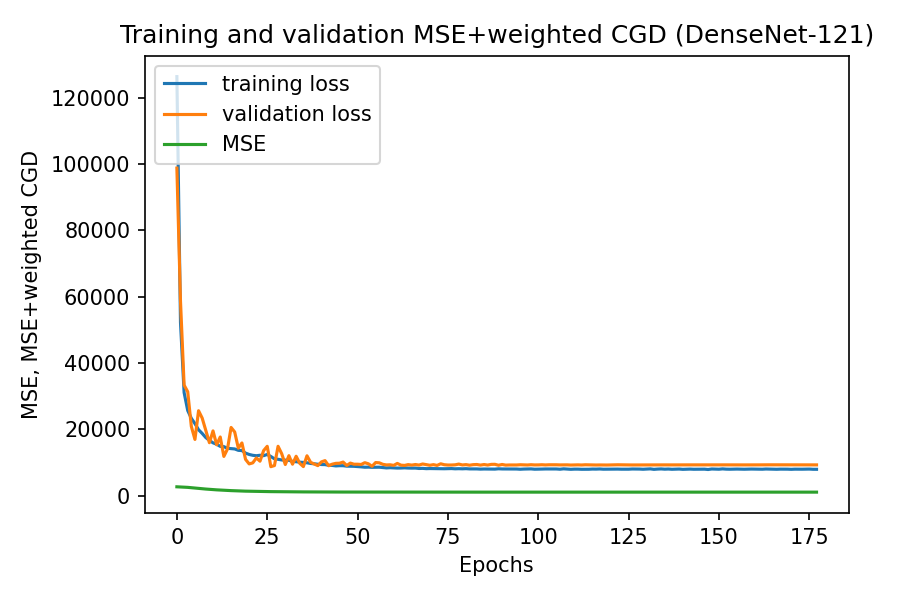 Training and validation MSE+weighted CGD (DenseNet-121)
training loss
validation loss
MSE
120000
100000
80000
60000
40000
20000
0
MSE, MSE+weighted CGD
0 25 50 75 100 125 150 175
Epochs